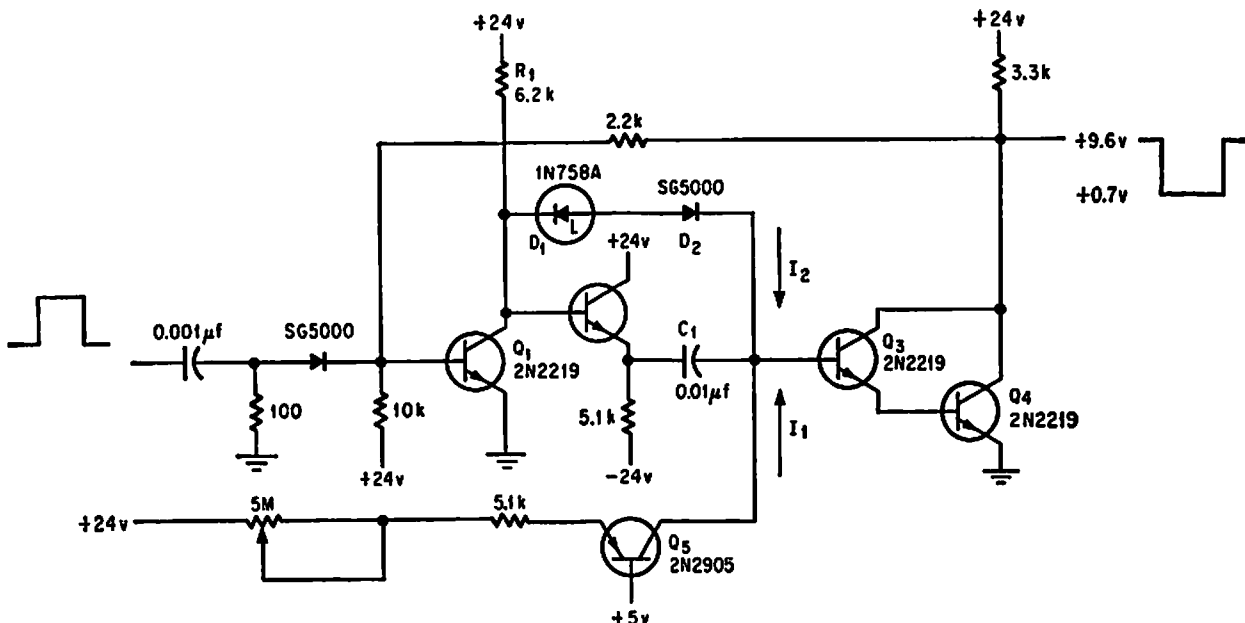 +24v
+24v
R1
6.2k
3.3k
2.2k
+9.6v
+0.7v
1N758A
SG5000
L
D1
D2
+24v
I2
0.001µf
SG5000
Q1
2N2219
C1
0.01µf
Q3
2N2219
100
10k
5.1k
I1
Q4
2N2219
+24v
-24v
+24v
5M
5.1k
Q5
2N2905
+5v